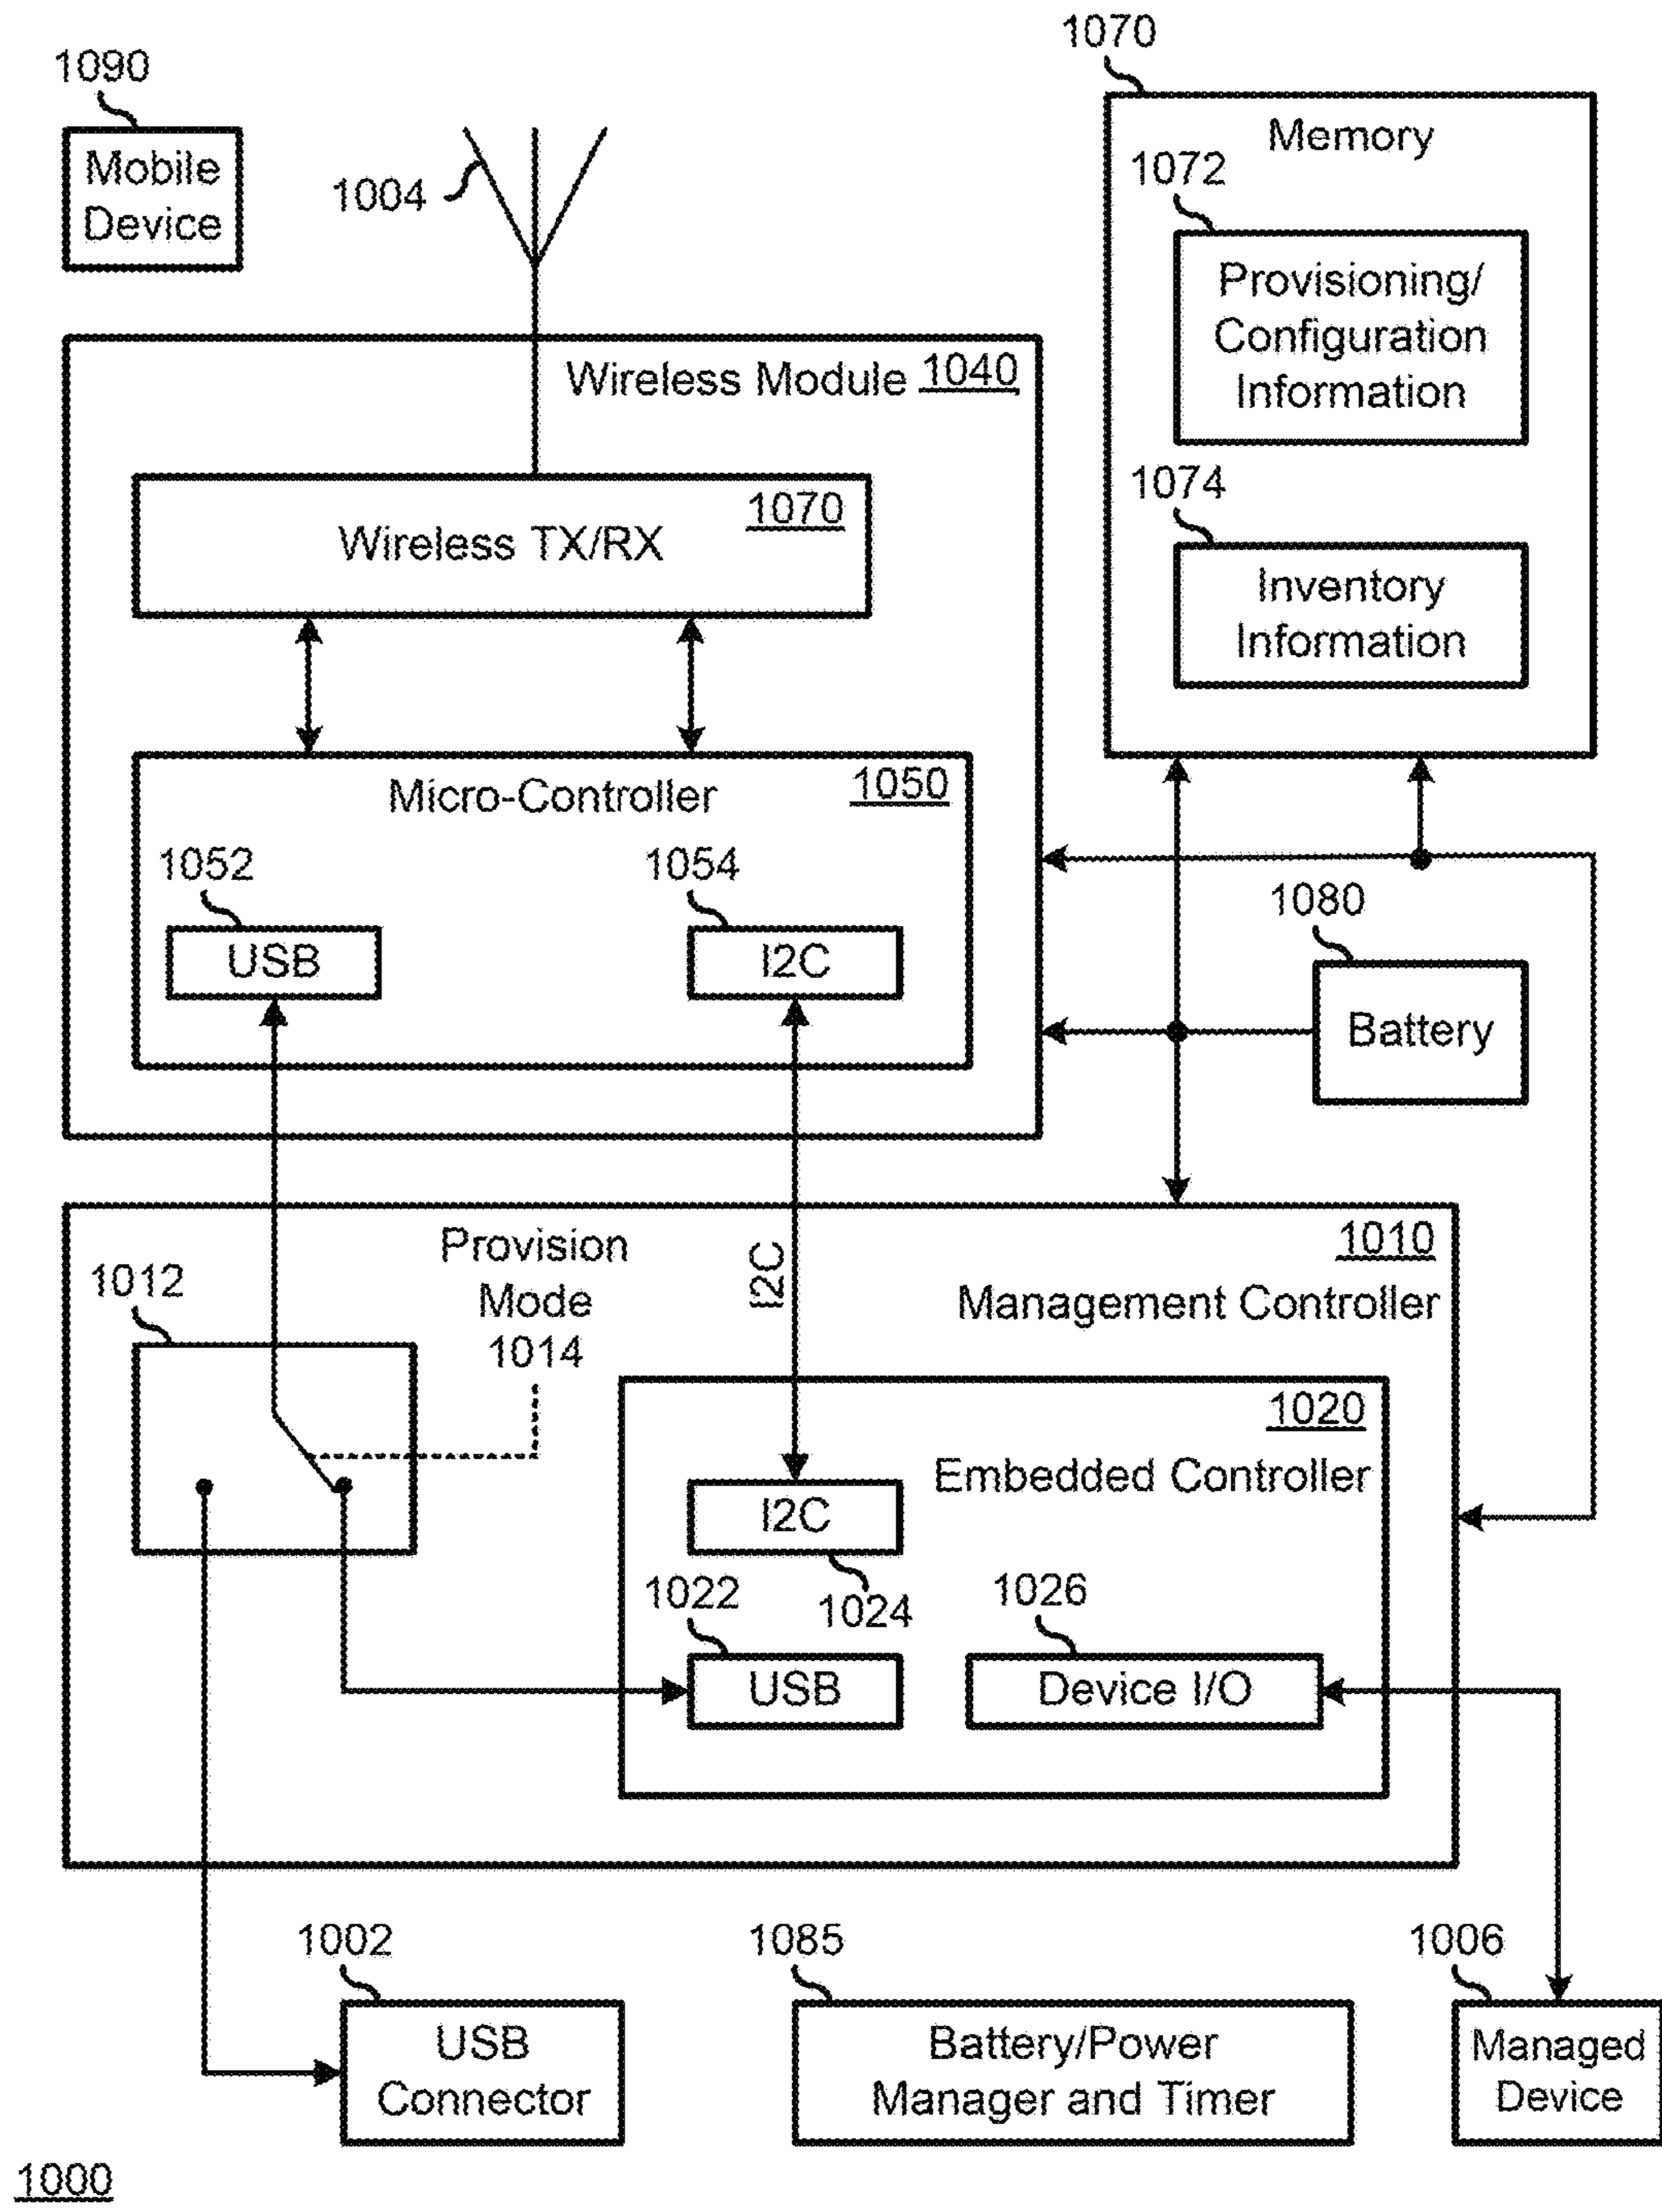 1090
Mobile
Device
1004
1070
Memory
1072
Provisioning/
Configuration
Information
1074
Inventory
Information
Wireless Module 1040
1070
Wireless TX/RX
Micro-Controller 1050
1052
USB
1054
I2C
1080
Battery
1010
Management Controller
Provision
Mode
1014
1012
I2C
1020
Embedded Controller
I2C
1024
1022
USB
1026
Device I/O
1002
USB
Connector
1085
Battery/Power
Manager and Timer
1006
Managed
Device
1000